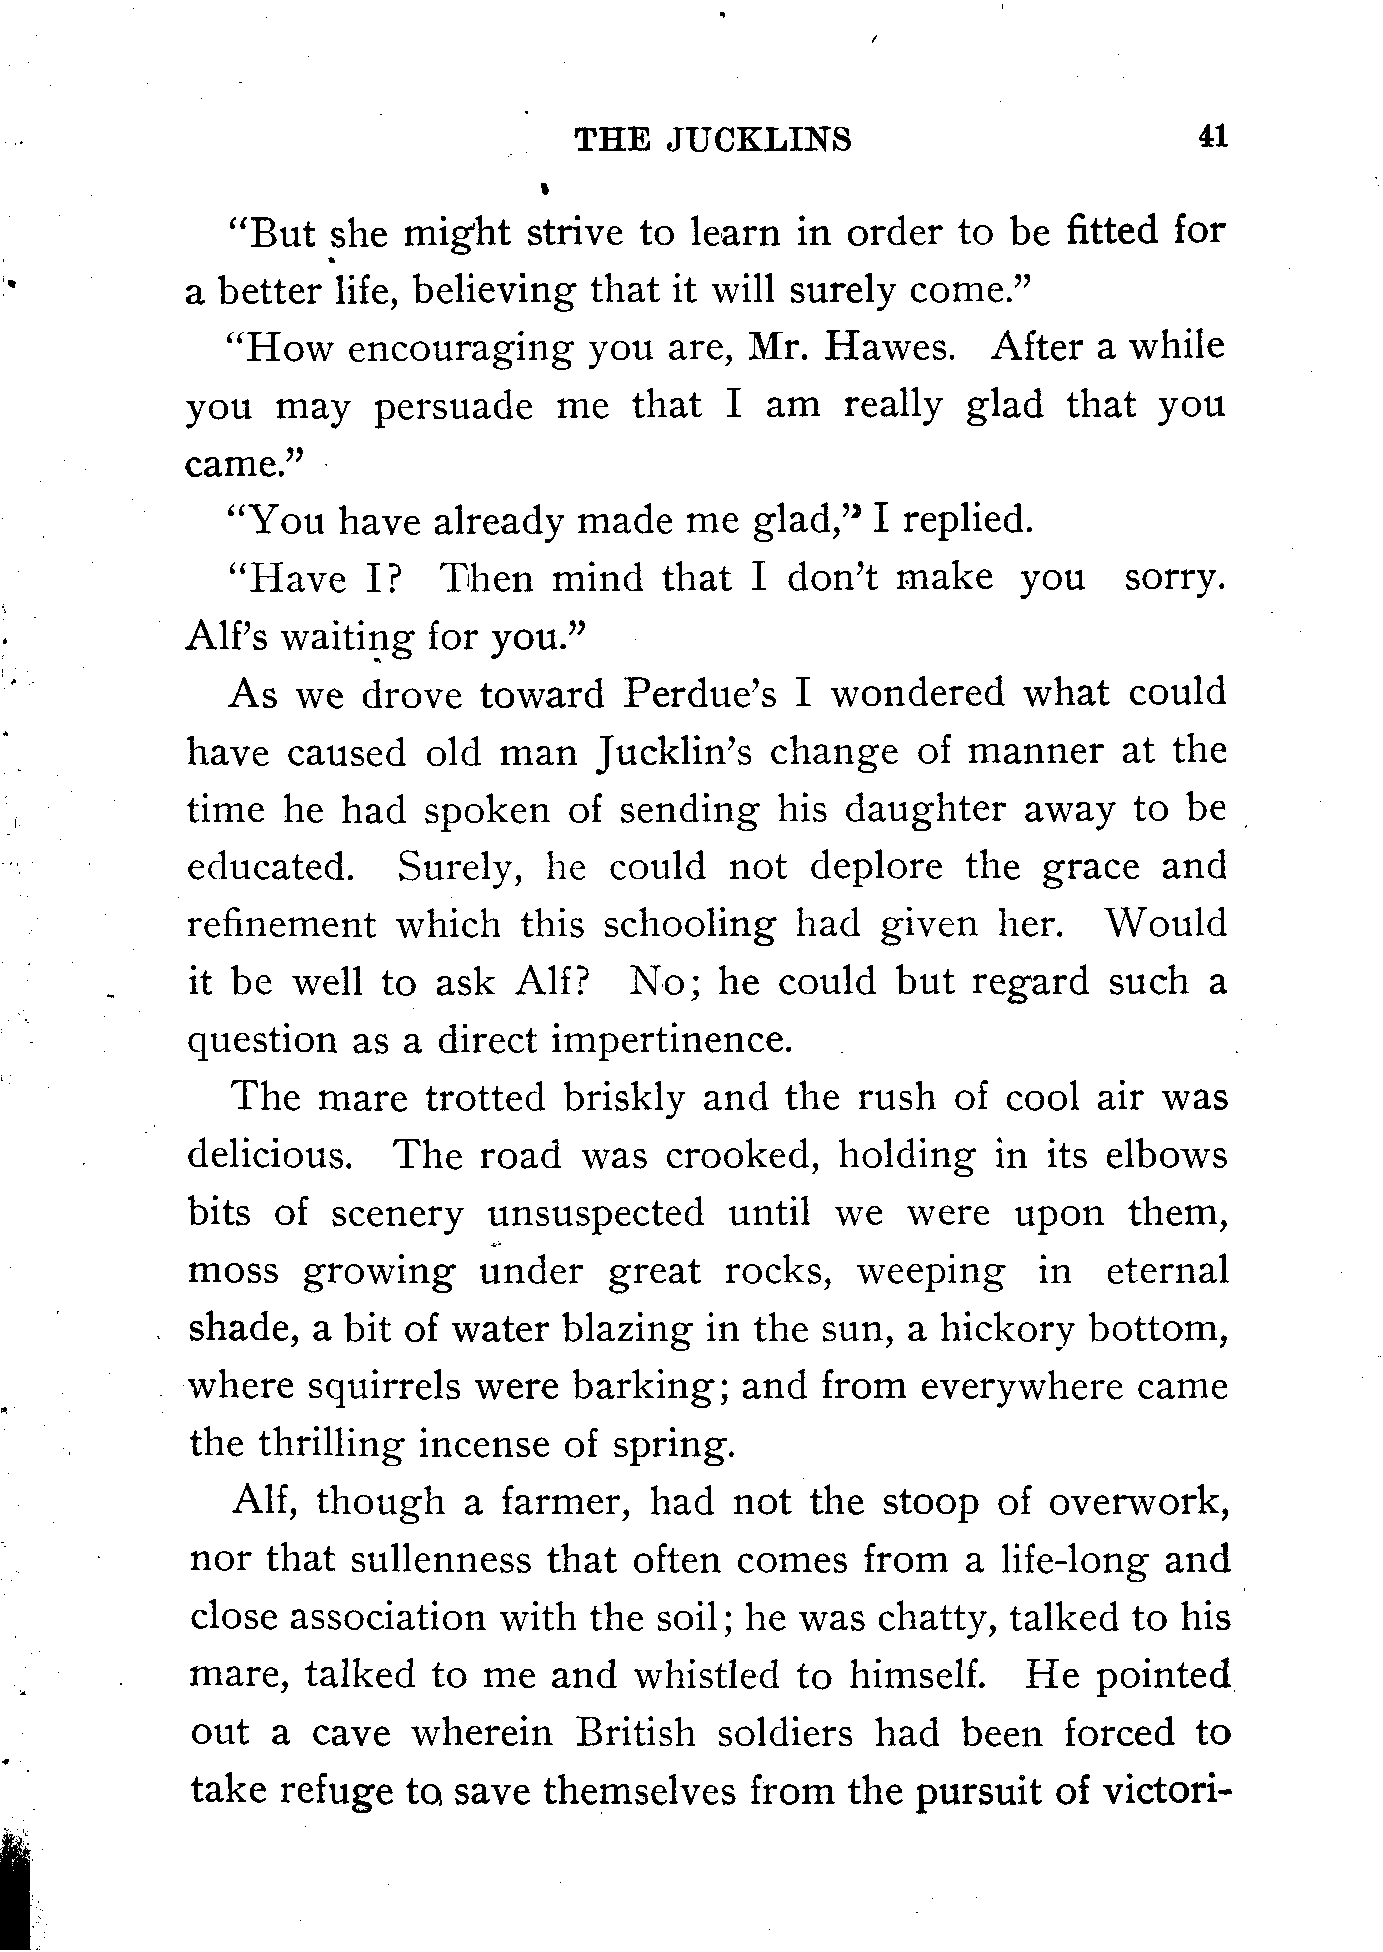 THE JUCKLINS 41
“But she might strive to learn in order to be fitted for
a better life, believing that it will surely come.”
“How encouraging you are, Mr. Hawes. After a while
you may persuade me that I am really glad that you
came.”
“You have already made me glad,” I replied.
“Have I? Then mind that I don’t make you sorry.
Alf’s waiting for you.”
As we drove toward Perdue’s I wondered what could
have caused old man Jucklin’s change of manner at the
time he had spoken of sending his daughter away to be
educated. Surely, he could not deplore the grace and
refinement which this schooling had given her. Would
it be well to ask Alf? No; he could but regard such a
question as a direct impertinence.
The mare trotted briskly and the rush of cool air was
delicious. The road was crooked, holding in its elbows
bits of scenery unsuspected until we were upon them,
moss growing under great rocks, weeping in eternal
shade, a bit of water blazing in the sun, a hickory bottom,
where squirrels were barking; and from everywhere came
the thrilling incense of spring.
Alf, though a farmer, had not the stoop of overwork,
nor that sullenness that often comes from a life-long and
close association with the soil; he was chatty, talked to his
mare, talked to me and whistled to himself. He pointed
out a cave wherein British soldiers had been forced to
take refuge to save themselves from the pursuit of victori-